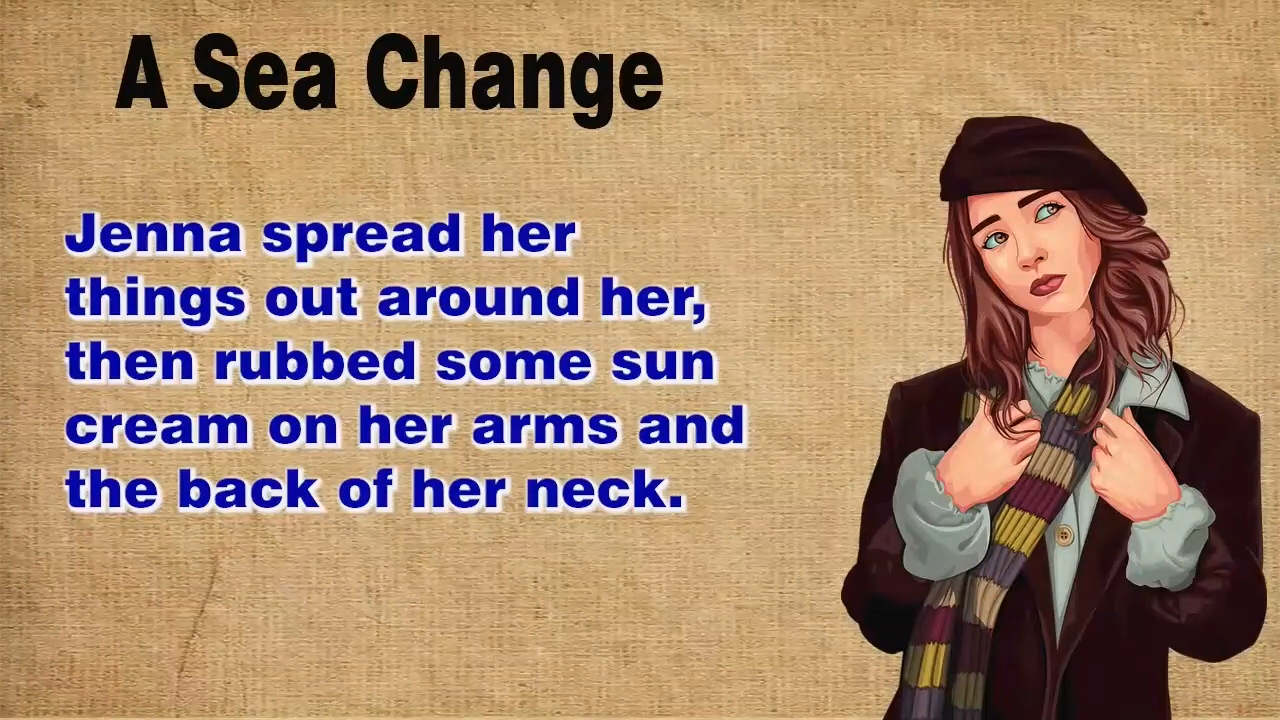 A Sea Change
Jenna spread her
things out around her,
then rubbed some sun
cream on her arms and
the back of her neck.